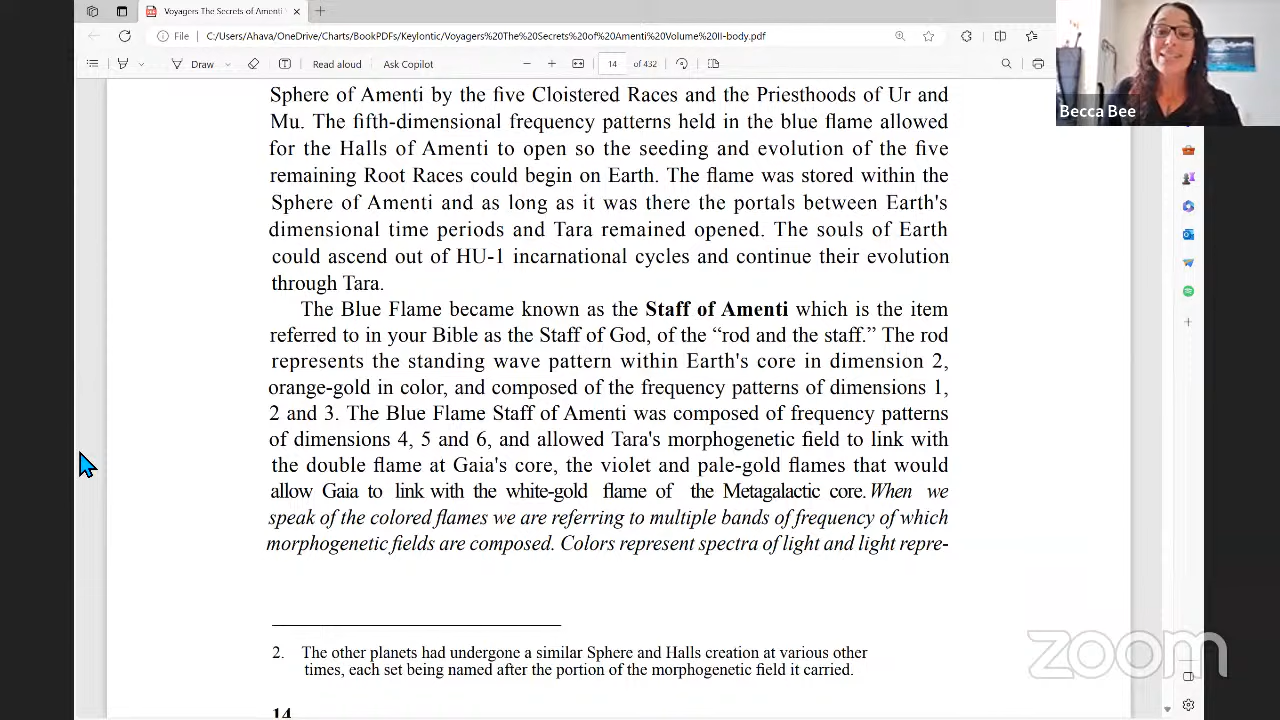 Voyagers The Secrets of Amenti
File
C:/Users/Ahava/OneDrive/Charts/BookPDFs/Keylontic/Voyagers%20The%20Secrets%20of%20Amenti%20Volume%20II-body.pdf
Draw
Read aloud
Ask Copilot
14 of 432
Becca Bee
Sphere of Amenti by the five Cloistered Races and the Priesthoods of Ur and
Mu. The fifth-dimensional frequency patterns held in the blue flame allowed
for the Halls of Amenti to open so the seeding and evolution of the five
remaining Root Races could begin on Earth. The flame was stored within the
Sphere of Amenti and as long as it was there the portals between Earth's
dimensional time periods and Tara remained opened. The souls of Earth
could ascend out of HU-1 incarnational cycles and continue their evolution
through Tara.
The Blue Flame became known as the Staff of Amenti which is the item
referred to in your Bible as the Staff of God, of the “rod and the staff.” The rod
represents the standing wave pattern within Earth's core in dimension 2,
orange-gold in color, and composed of the frequency patterns of dimensions 1,
2 and 3. The Blue Flame Staff of Amenti was composed of frequency patterns
of dimensions 4, 5 and 6, and allowed Tara's morphogenetic field to link with
the double flame at Gaia's core, the violet and pale-gold flames that would
allow Gaia to link with the white-gold flame of the Metagalactic core. When we
speak of the colored flames we are referring to multiple bands of frequency of which
morphogenetic fields are composed. Colors represent spectra of light and light repre-
2. The other planets had undergone a similar Sphere and Halls creation at various other
times, each set being named after the portion of the morphogenetic field it carried.
14
zoom